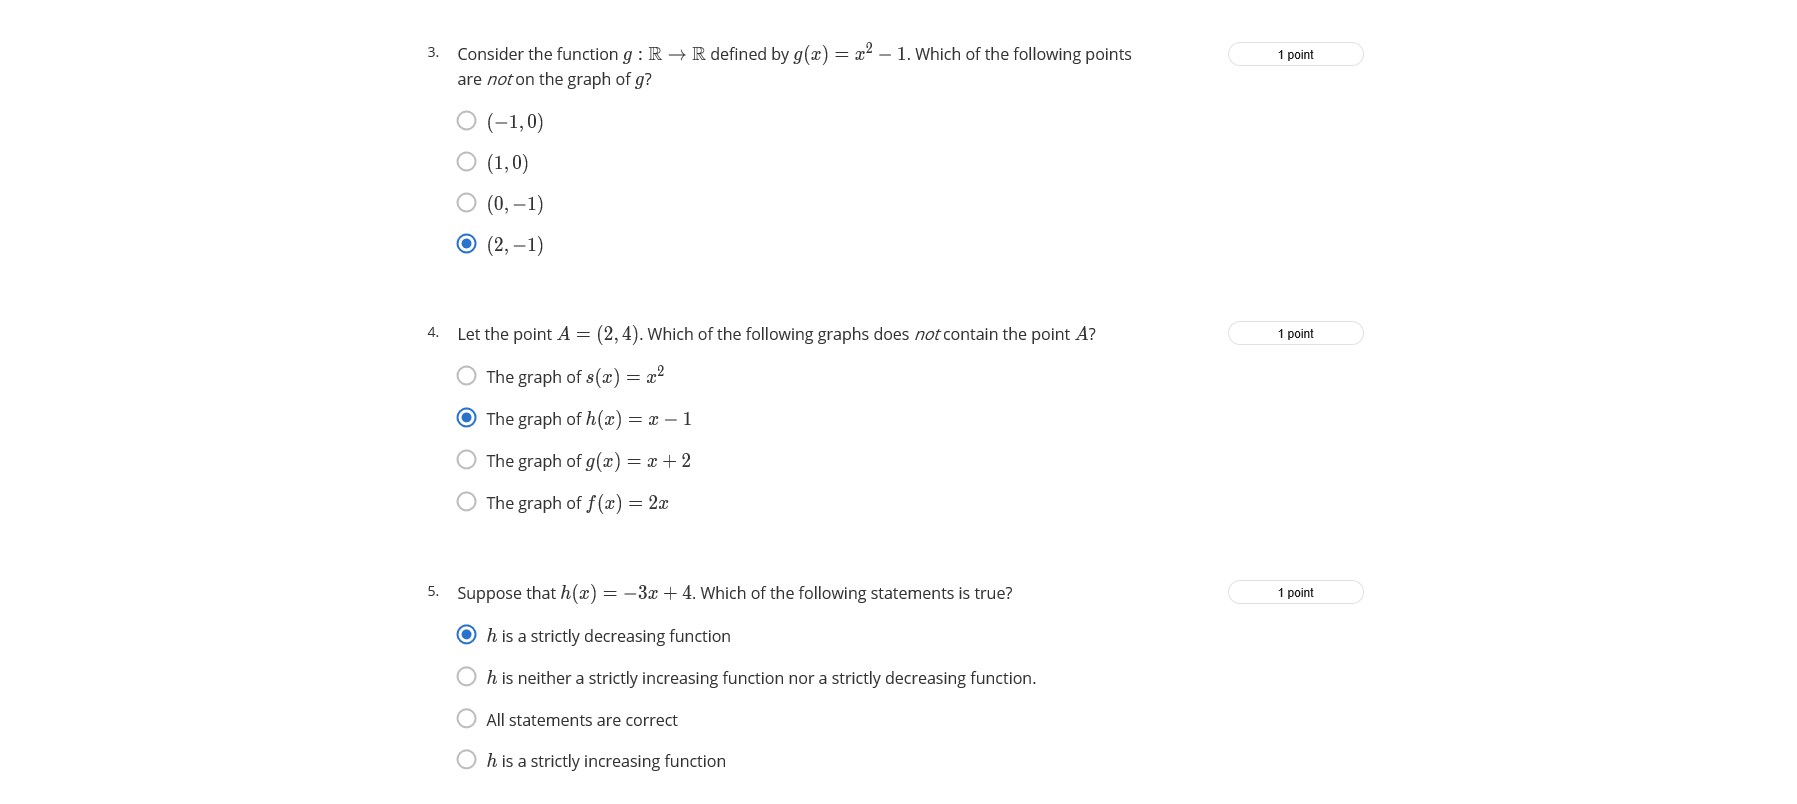 3. Consider the function g : ℝ → ℝ defined by g(x) = x² − 1. Which of the following points 1 point
are not on the graph of g?
(−1, 0)
(1, 0)
(0, −1)
(2, −1)
4. Let the point A = (2, 4). Which of the following graphs does not contain the point A? 1 point
The graph of s(x) = x²
The graph of h(x) = x − 1
The graph of g(x) = x + 2
The graph of f(x) = 2x
5. Suppose that h(x) = −3x + 4. Which of the following statements is true? 1 point
h is a strictly decreasing function
h is neither a strictly increasing function nor a strictly decreasing function.
All statements are correct
h is a strictly increasing function